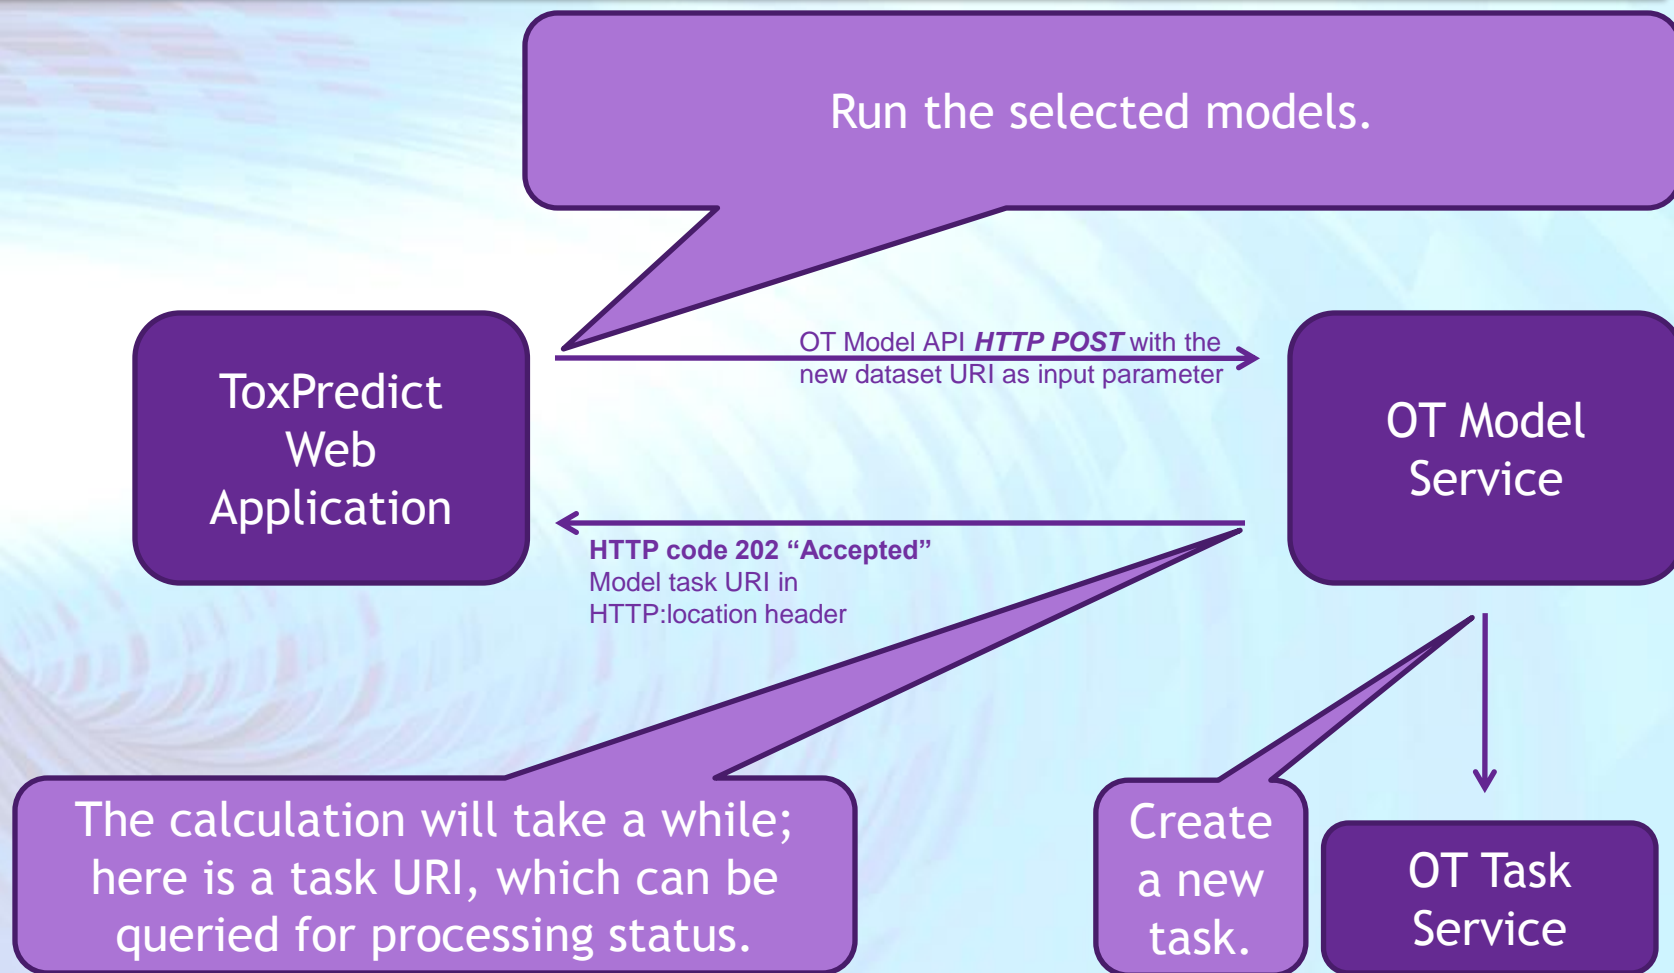 Run the selected models.
OT Model API HTTP POST with the
new dataset URI as input parameter
ToxPredict
Web
Application
OT Model
Service
HTTP code 202 “Accepted”
Model task URI in
HTTP:location header
The calculation will take a while;
here is a task URI, which can be
queried for processing status.
Create
a new
task.
OT Task
Service